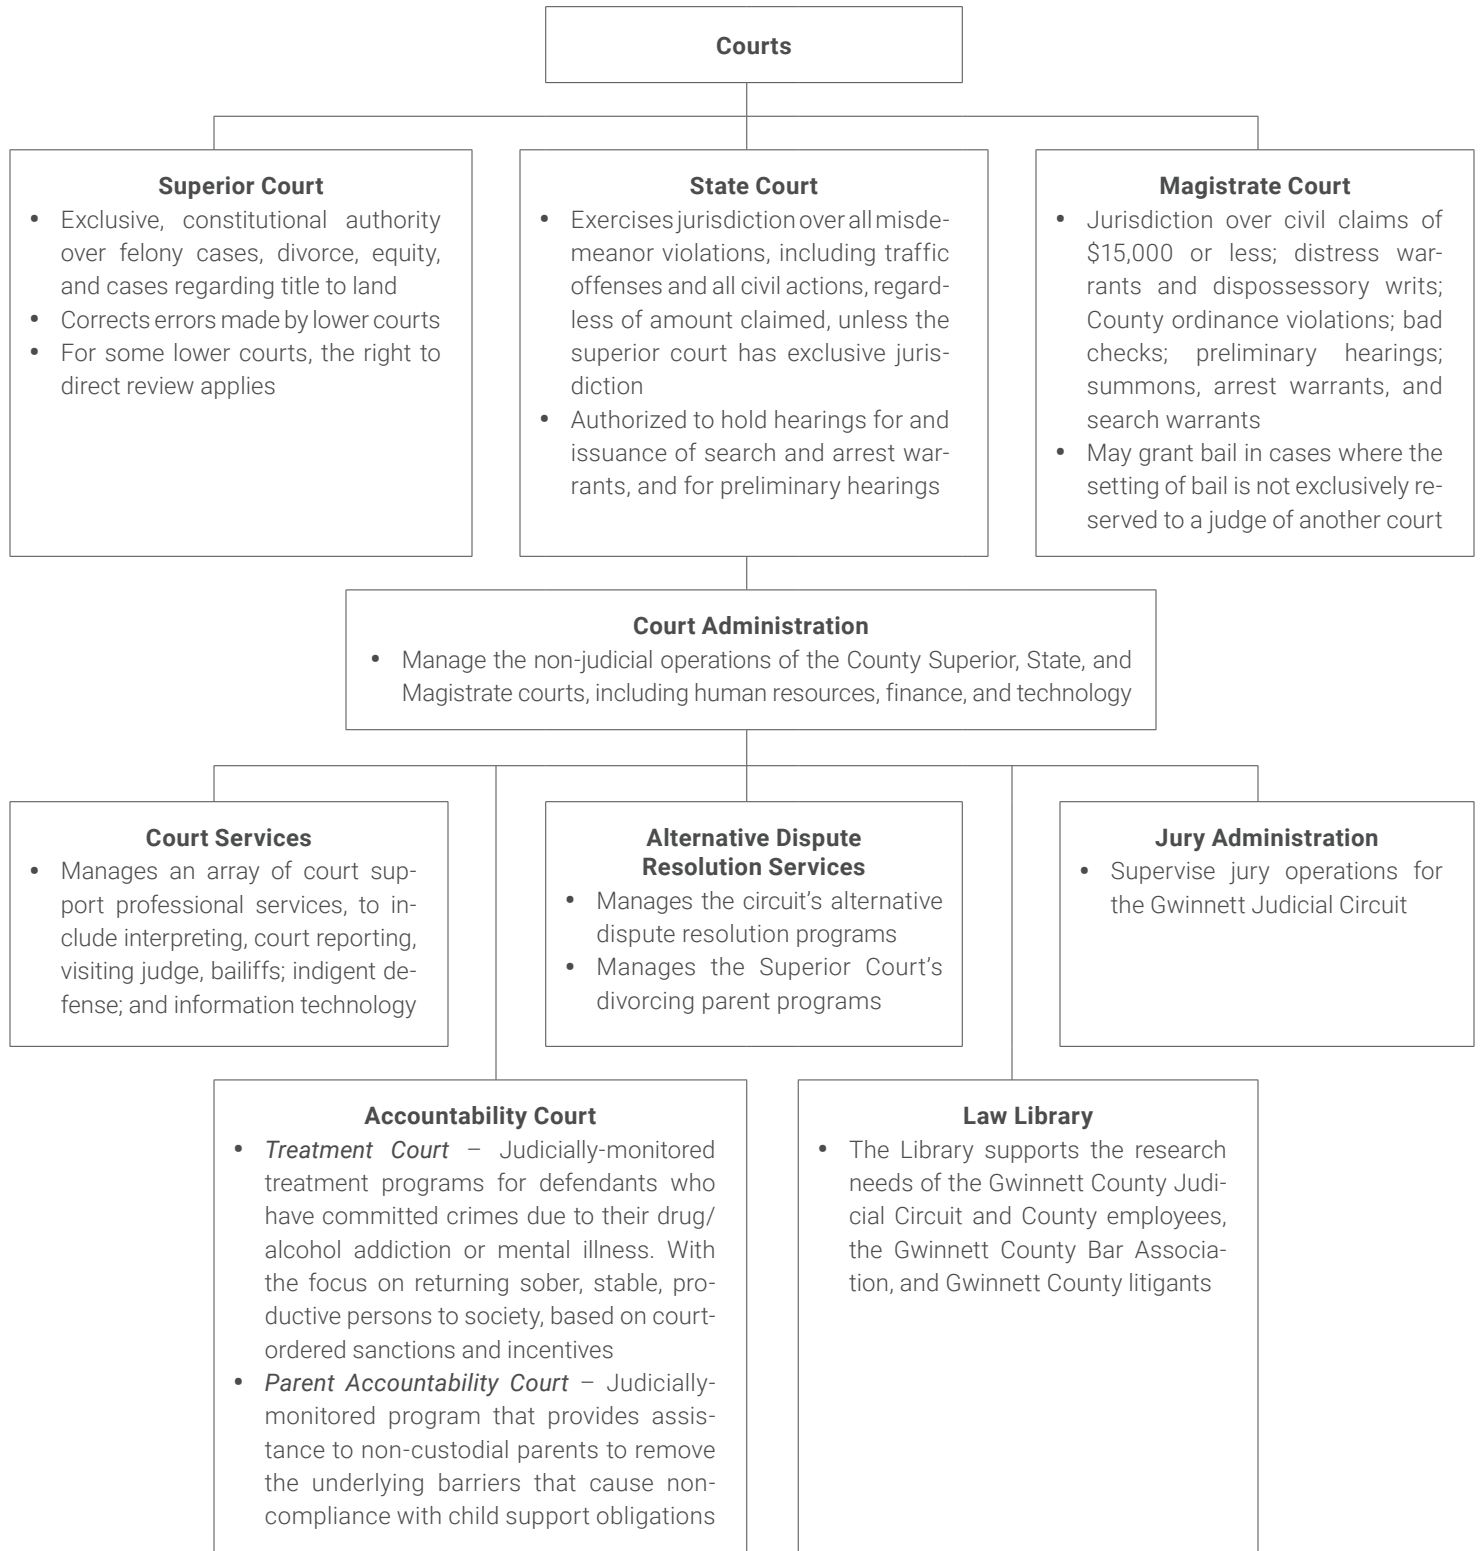 Courts
Superior Court
• Exclusive, constitutional authority
over felony cases, divorce, equity,
and cases regarding title to land
• Corrects errors made by lower courts
• For some lower courts, the right to
direct review applies
State Court
• Exercises jurisdiction over all misde-
meanor violations, including traffic
offenses and all civil actions, regard-
less of amount claimed, unless the
superior court has exclusive juris-
diction
• Authorized to hold hearings for and
issuance of search and arrest war-
rants, and for preliminary hearings
Magistrate Court
• Jurisdiction over civil claims of
$15,000 or less; distress war-
rants and dispossessory writs;
County ordinance violations; bad
checks; preliminary hearings;
summons, arrest warrants, and
search warrants
• May grant bail in cases where the
setting of bail is not exclusively re-
served to a judge of another court
Court Administration
• Manage the non-judicial operations of the County Superior, State, and
Magistrate courts, including human resources, finance, and technology
Court Services
• Manages an array of court sup-
port professional services, to in-
clude interpreting, court reporting,
visiting judge, bailiffs; indigent de-
fense; and information technology
Alternative Dispute
Resolution Services
• Manages the circuit's alternative
dispute resolution programs
• Manages the Superior Court's
divorcing parent programs
Jury Administration
• Supervise jury operations for
the Gwinnett Judicial Circuit
Accountability Court
• Treatment Court – Judicially-monitored
treatment programs for defendants who
have committed crimes due to their drug/
alcohol addiction or mental illness. With
the focus on returning sober, stable, pro-
ductive persons to society, based on court-
ordered sanctions and incentives
• Parent Accountability Court – Judicially-
monitored program that provides assis-
tance to non-custodial parents to remove
the underlying barriers that cause non-
compliance with child support obligations
Law Library
• The Library supports the research
needs of the Gwinnett County Judi-
cial Circuit and County employees,
the Gwinnett County Bar Associa-
tion, and Gwinnett County litigants